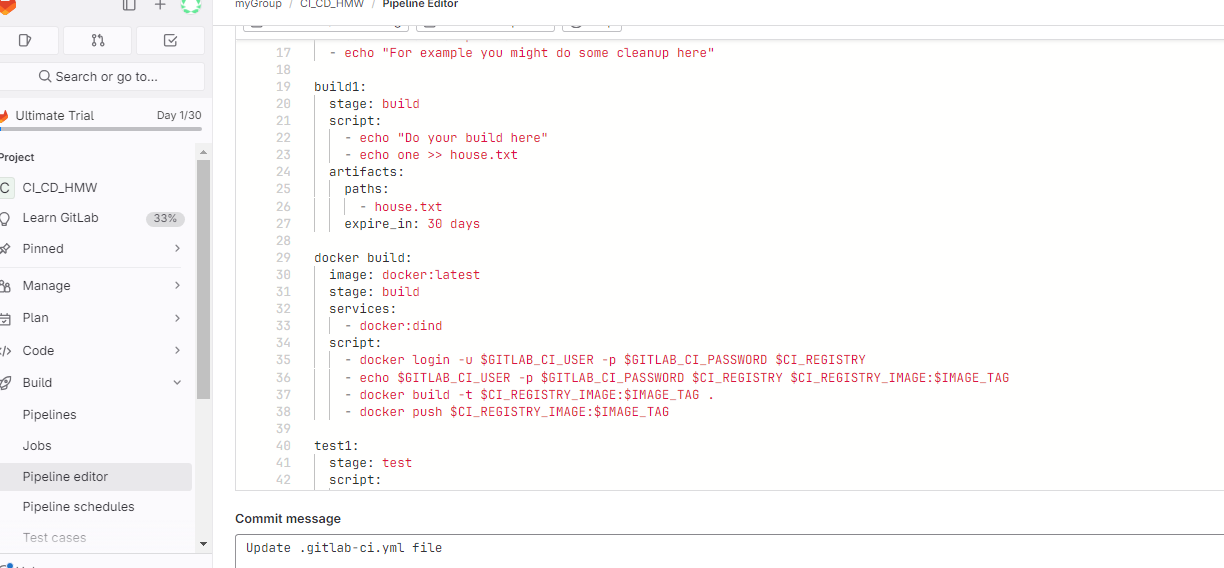 myGroup / CI_CD_HMW / Pipeline Editor
Search or go to...
Ultimate Trial Day 1/30
Project
C CI_CD_HMW
Learn GitLab 33%
Pinned
Manage
Plan
Code
Build
Pipelines
Jobs
Pipeline editor
Pipeline schedules
Test cases
17 - echo "For example you might do some cleanup here"
18
19 build1:
20 stage: build
21 script:
22 - echo "Do your build here"
23 - echo one >> house.txt
24 artifacts:
25 paths:
26 - house.txt
27 expire_in: 30 days
28
29 docker build:
30 image: docker:latest
31 stage: build
32 services:
33 - docker:dind
34 script:
35 - docker login -u $GITLAB_CI_USER -p $GITLAB_CI_PASSWORD $CI_REGISTRY
36 - echo $GITLAB_CI_USER -p $GITLAB_CI_PASSWORD $CI_REGISTRY $CI_REGISTRY_IMAGE:$IMAGE_TAG
37 - docker build -t $CI_REGISTRY_IMAGE:$IMAGE_TAG .
38 - docker push $CI_REGISTRY_IMAGE:$IMAGE_TAG
39
40 test1:
41 stage: test
42 script:
Commit message
Update .gitlab-ci.yml file